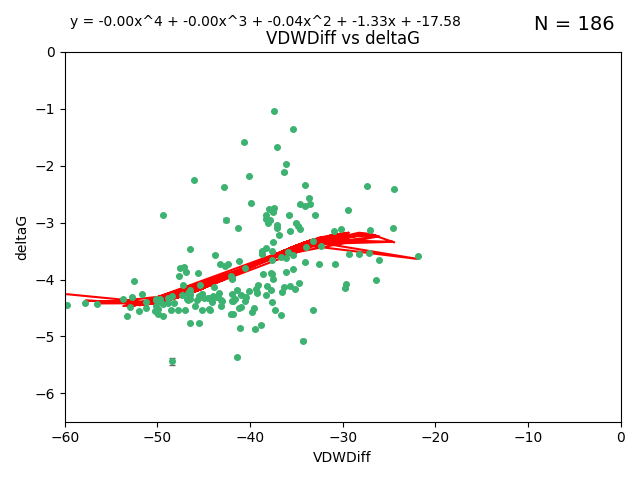 y = -0.00x^4 + -0.00x^3 + -0.04x^2 + -1.33x + -17.58
N = 186
VDWDiff vs deltaG
0
−1
−2
−3
−4
−5
−6
deltaG
−60 −50 −40 −30 −20 −10 0
VDWDiff